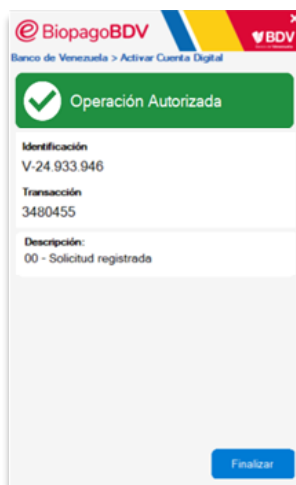 BiopagoBDV
BDV
Banco de Venezuela > Activar Cuenta Digital
Operación Autorizada
Identificación
V-24.933.946
Transacción
3480455
Descripción:
00 - Solicitud registrada
Finalizar